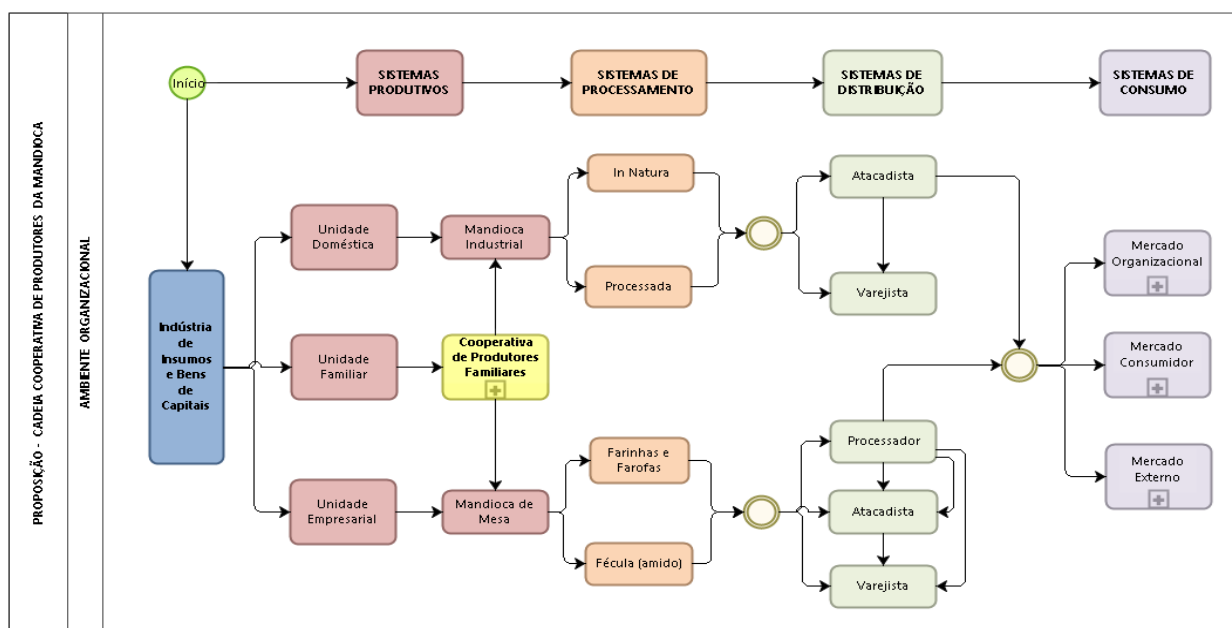 PROPOSIÇÃO - CADEIA COOPERATIVA DE PRODUTORES DA MANDIOCA
AMBIENTE ORGANIZACIONAL
Início
SISTEMAS
PRODUTIVOS
SISTEMAS DE
PROCESSAMENTO
SISTEMAS DE
DISTRIBUIÇÃO
SISTEMAS DE
CONSUMO
Indústria
de
Insumos
e Bens
de
Capitais
Unidade
Doméstica
Unidade
Familiar
Unidade
Empresarial
Mandioca
Industrial
Cooperativa
de Produtores
Familiares
Mandioca de
Mesa
In Natura
Processada
Farinhas e
Farofas
Fécula (amido)
Atacadista
Varejista
Processador
Atacadista
Varejista
Mercado
Organizacional
Mercado
Consumidor
Mercado
Externo